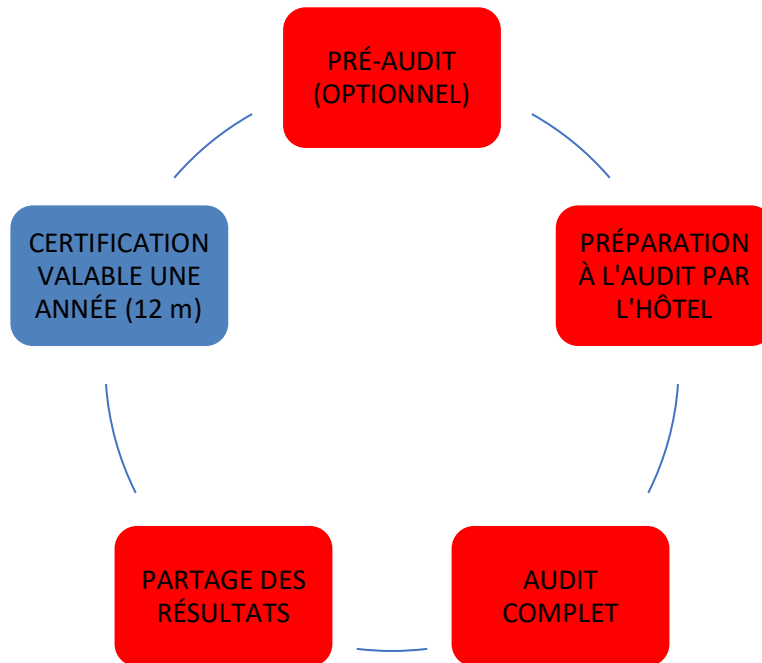 PRÉ-AUDIT
(OPTIONNEL)
PRÉPARATION
À L'AUDIT PAR
L'HÔTEL
AUDIT
COMPLET
PARTAGE DES
RÉSULTATS
CERTIFICATION
VALABLE UNE
ANNÉE (12 m)